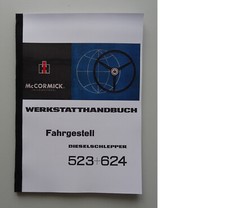 McCORMICK
WERKSTATTHANDBUCH
Fahrgestell
DIESELSCHLEPPER
523+624